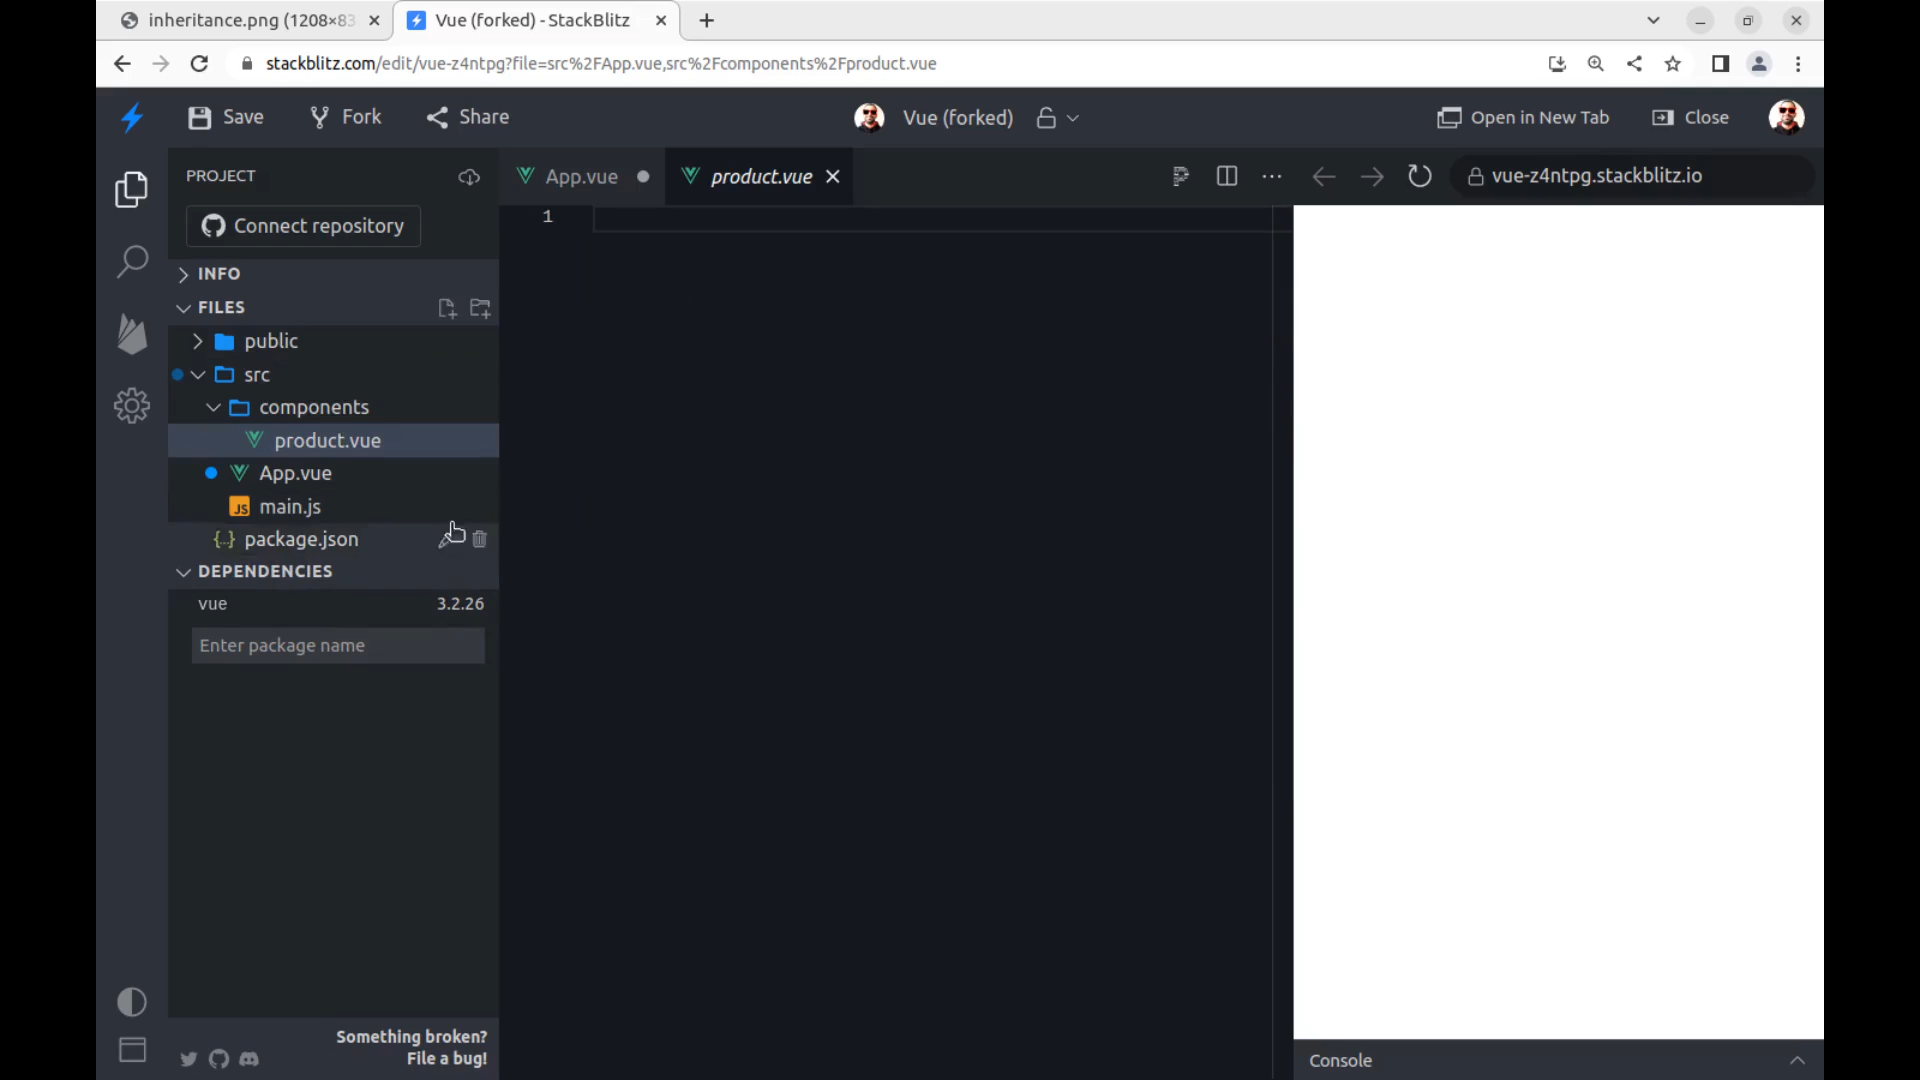 inheritance.png (1208×83
Vue (forked) - StackBlitz
stackblitz.com/edit/vue-z4ntpg?file=src%2FApp.vue,src%2Fcomponents%2Fproduct.vue
Save
Fork
Share
Vue (forked)
Open in New Tab
Close
PROJECT
App.vue
product.vue
vue-z4ntpg.stackblitz.io
Connect repository
1
INFO
FILES
public
src
components
product.vue
App.vue
JS main.js
{..} package.json
DEPENDENCIES
vue 3.2.26
Enter package name
Something broken?
File a bug!
Console